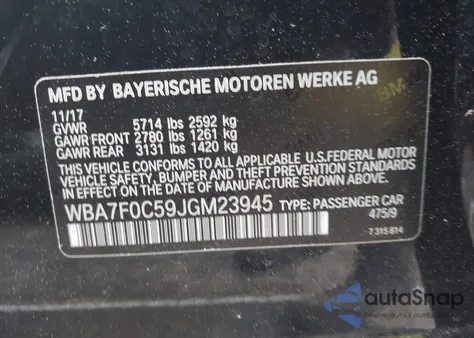 MFD BY BAYERISCHE MOTOREN WERKE AG
11/17
GVWR 5714 lbs 2592 kg
GAWR FRONT 2780 lbs 1261 kg
GAWR REAR 3131 lbs 1420 kg
THIS VEHICLE CONFORMS TO ALL APPLICABLE U.S.FEDERAL MOTOR
VEHICLE SAFETY, BUMPER AND THEFT PREVENTION STANDARDS
IN EFFECT ON THE DATE OF MANUFACTURE SHOWN ABOVE.
WBA7F0C59JGM23945 TYPE: PASSENGER CAR
475/9
7 315 814
autoSnap